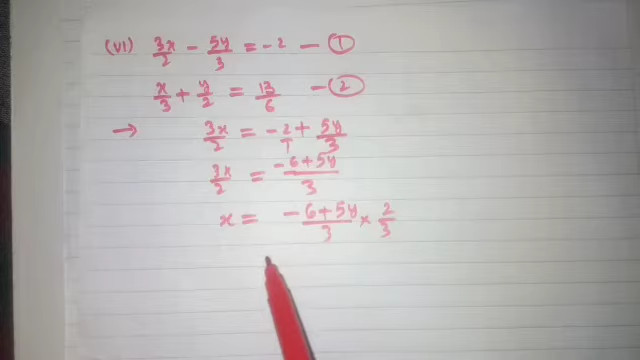 (VI) 3x/2 - 5y/3 = -2 — ①
x/3 + y/2 = 13/6 — ②
→ 3x/2 = -2/1 + 5y/3
3x/2 = -6+5y/3
x = -6+5y/3 × 2/3